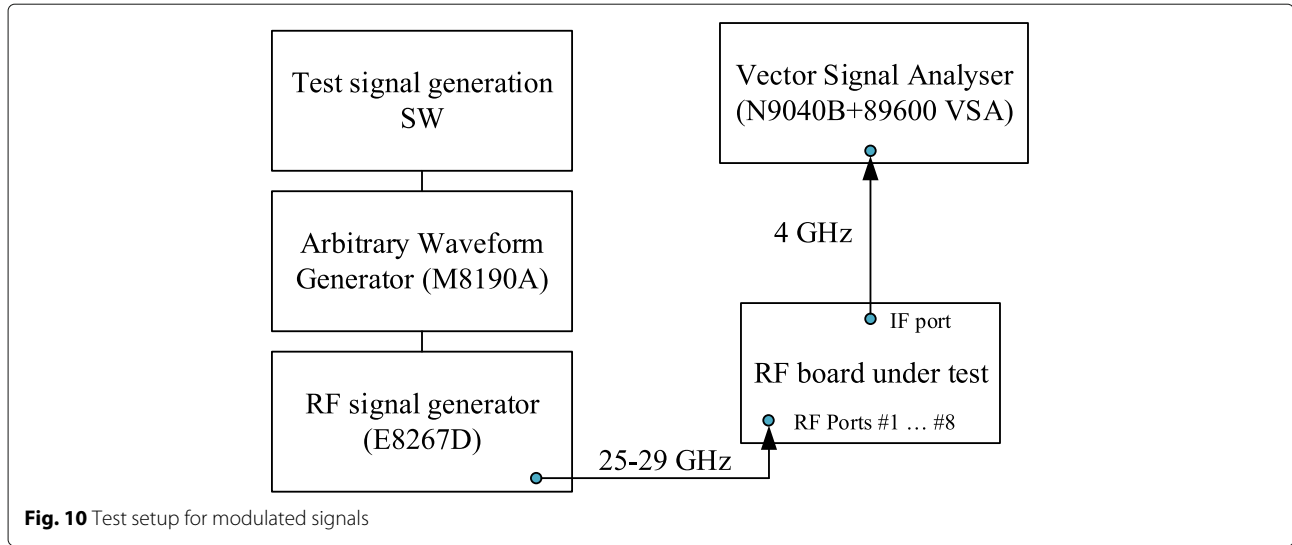 Test signal generation
SW
Arbitrary Waveform
Generator (M8190A)
RF signal generator
(E8267D)
25-29 GHz
Vector Signal Analyser
(N9040B+89600 VSA)
4 GHz
IF port
RF board under test
RF Ports #1 ... #8
Fig. 10 Test setup for modulated signals